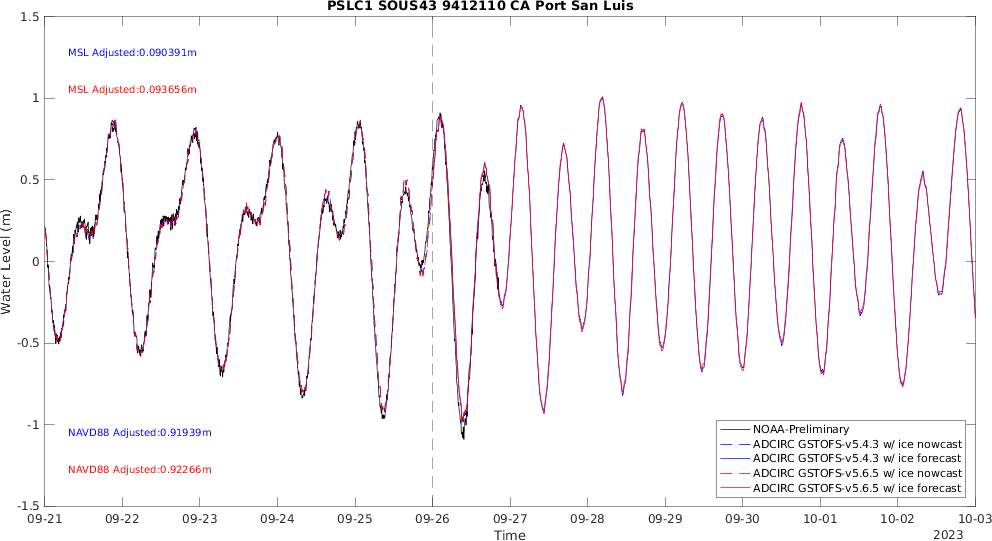 PSLC1 SOUS43 9412110 CA Port San Luis
1.5
1
0.5
0
-0.5
-1
-1.5
Water Level (m)
MSL Adjusted:0.090391m
MSL Adjusted:0.093656m
NAVD88 Adjusted:0.91939m
NAVD88 Adjusted:0.92266m
NOAA-Preliminary
ADCIRC GSTOFS-v5.4.3 w/ ice nowcast
ADCIRC GSTOFS-v5.4.3 w/ ice forecast
ADCIRC GSTOFS-v5.6.5 w/ ice nowcast
ADCIRC GSTOFS-v5.6.5 w/ ice forecast
09-21 09-22 09-23 09-24 09-25 09-26 09-27 09-28 09-29 09-30 10-01 10-02 10-03
Time
2023